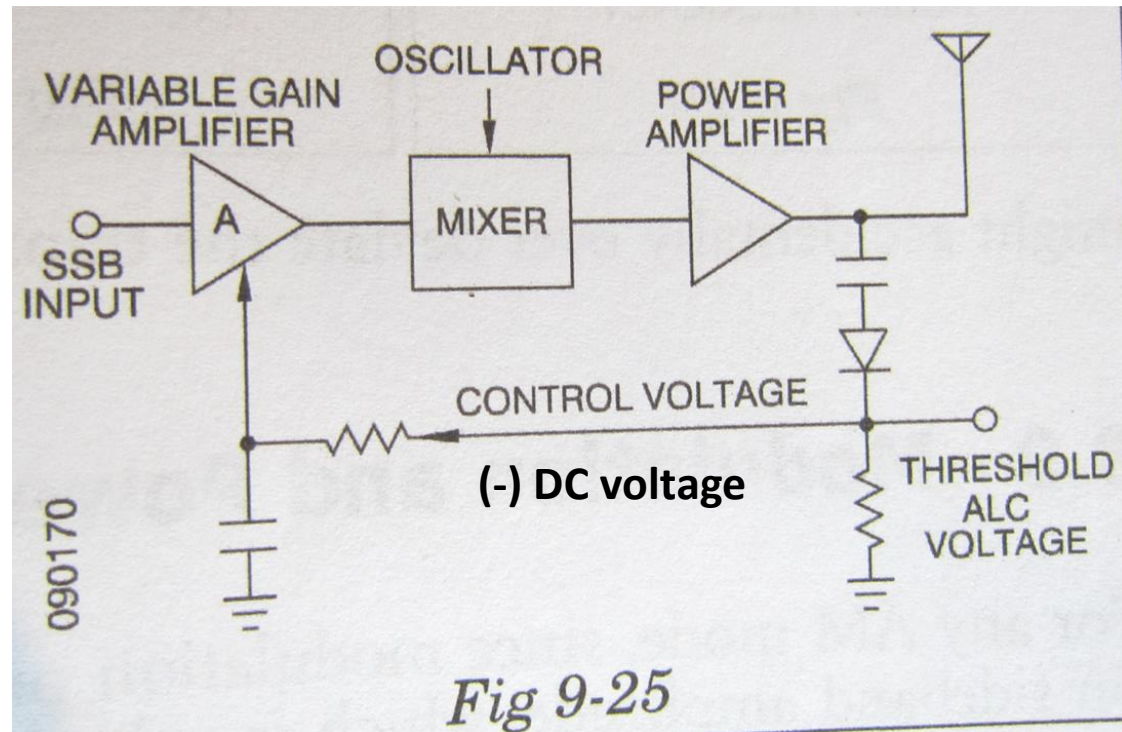 OSCILLATOR
VARIABLE GAIN
AMPLIFIER
POWER
AMPLIFIER
A
MIXER
SSB
INPUT
CONTROL VOLTAGE
(-) DC voltage
THRESHOLD
ALC
VOLTAGE
090170
Fig 9-25